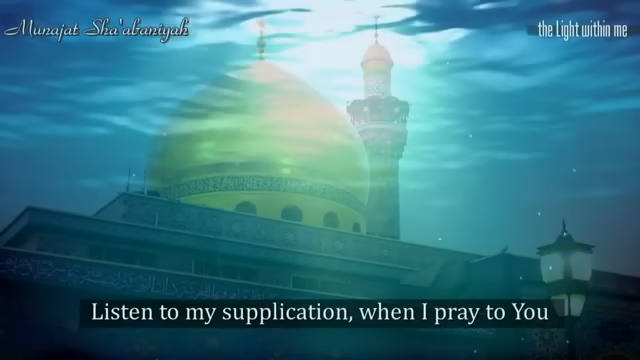 Munajat Sha'abaniyah
the Light within me
Listen to my supplication, when I pray to You